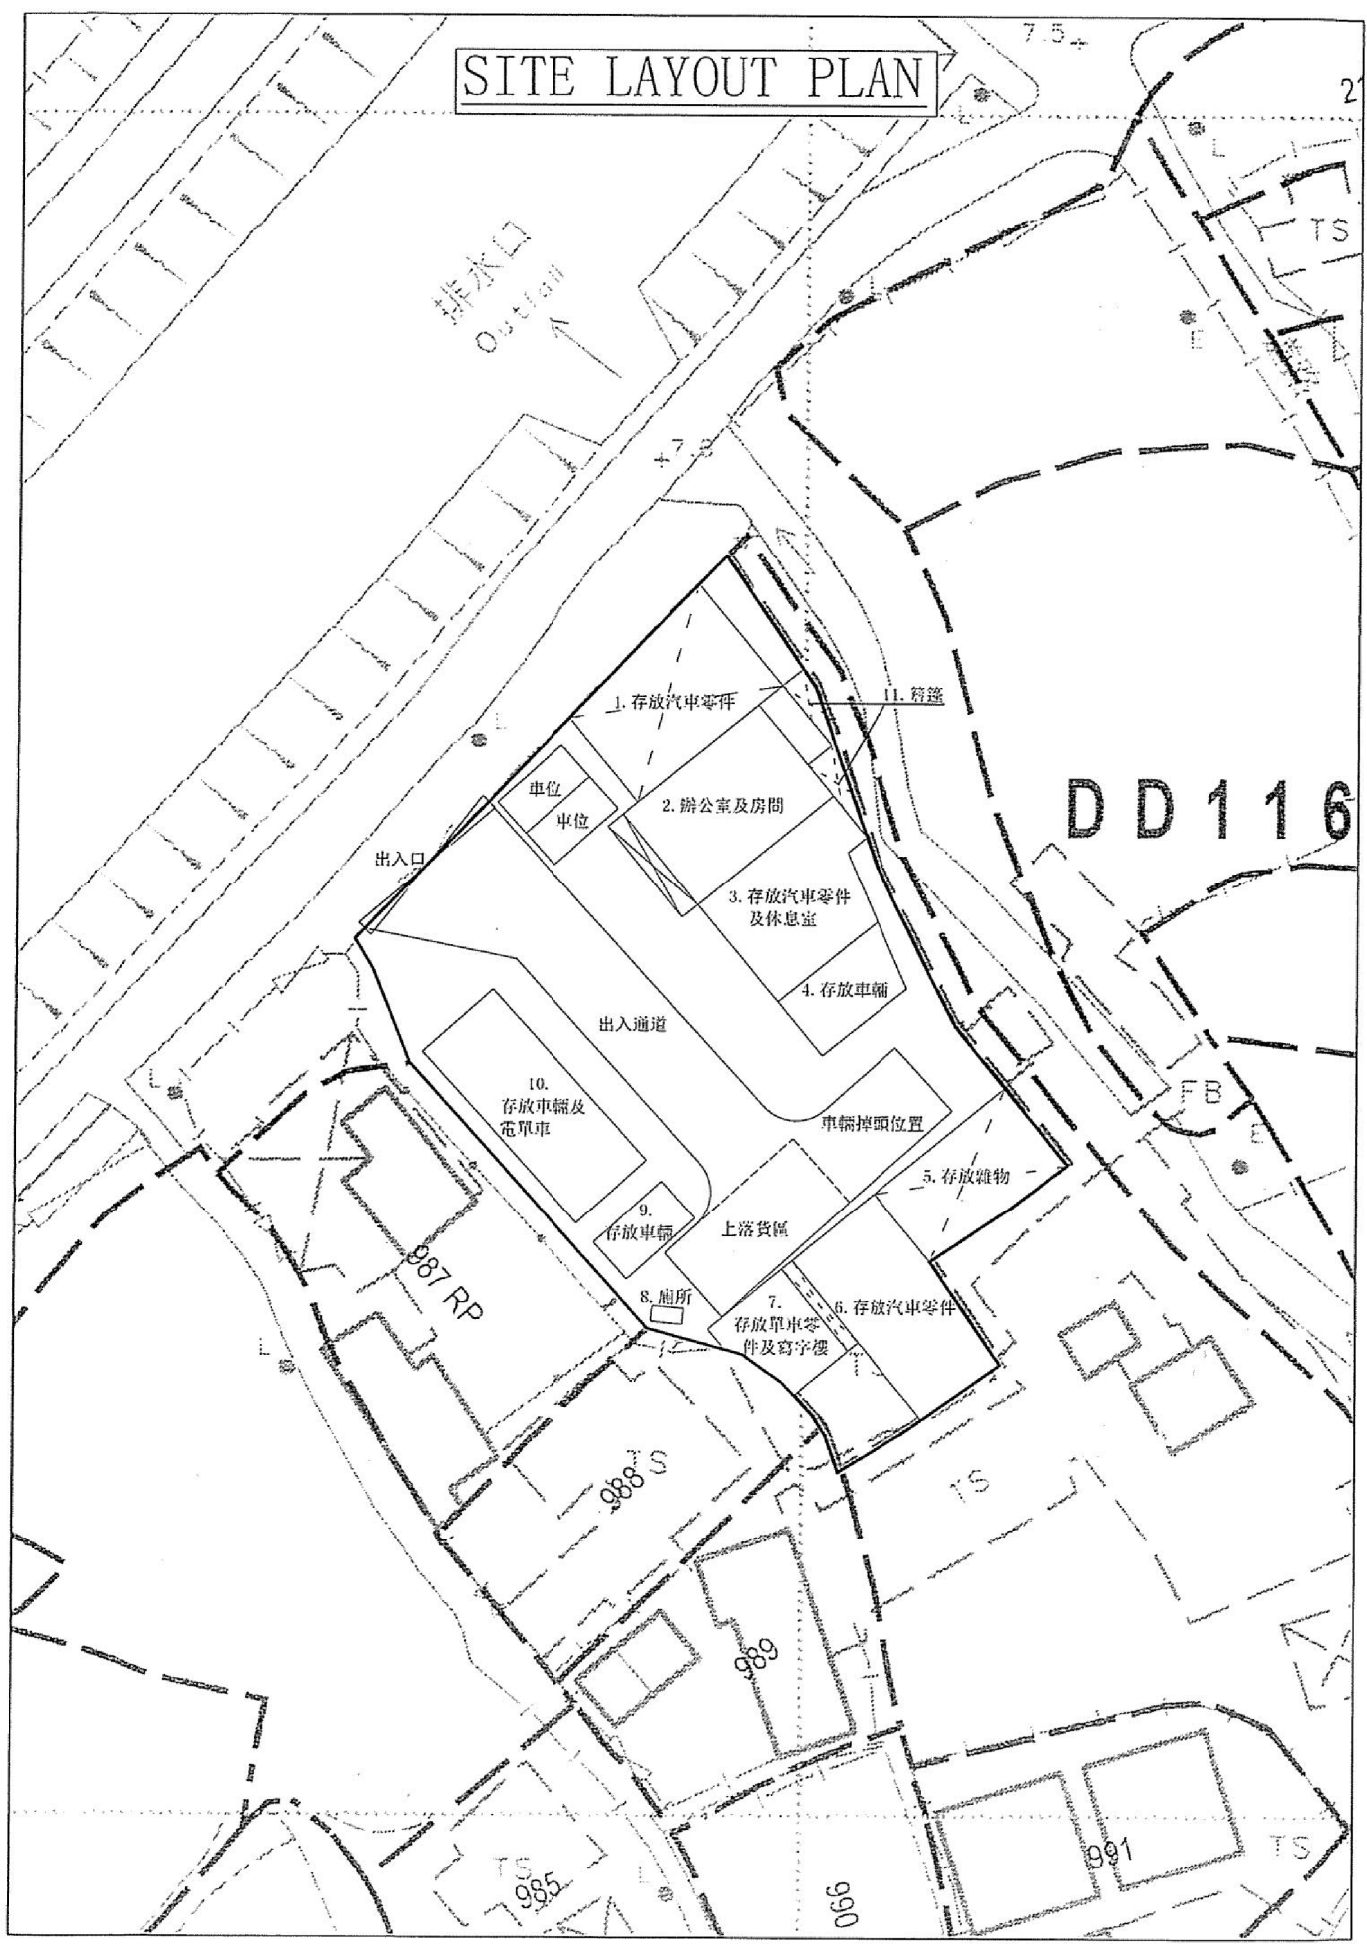 SITE LAYOUT PLAN
7.5
L
L
TS
排水口
Outfall
L
E
+7.3
1. 存放汽車零件
11. 簷篷
L
車位
車位
2. 辦公室及房間
DD116
出入口
3. 存放汽車零件
及休息室
4. 存放車輛
出入通道
L
10.
存放車輛及
電單車
車輛掉頭位置
FB
E
5. 存放雜物
9.
存放車輛
上落貨區
987 RP
8. 廁所
7.
存放單車零
件及寫字樓
6. 存放汽車零件
L
TS
988
TS
989
991
TS
TS
985
990
L